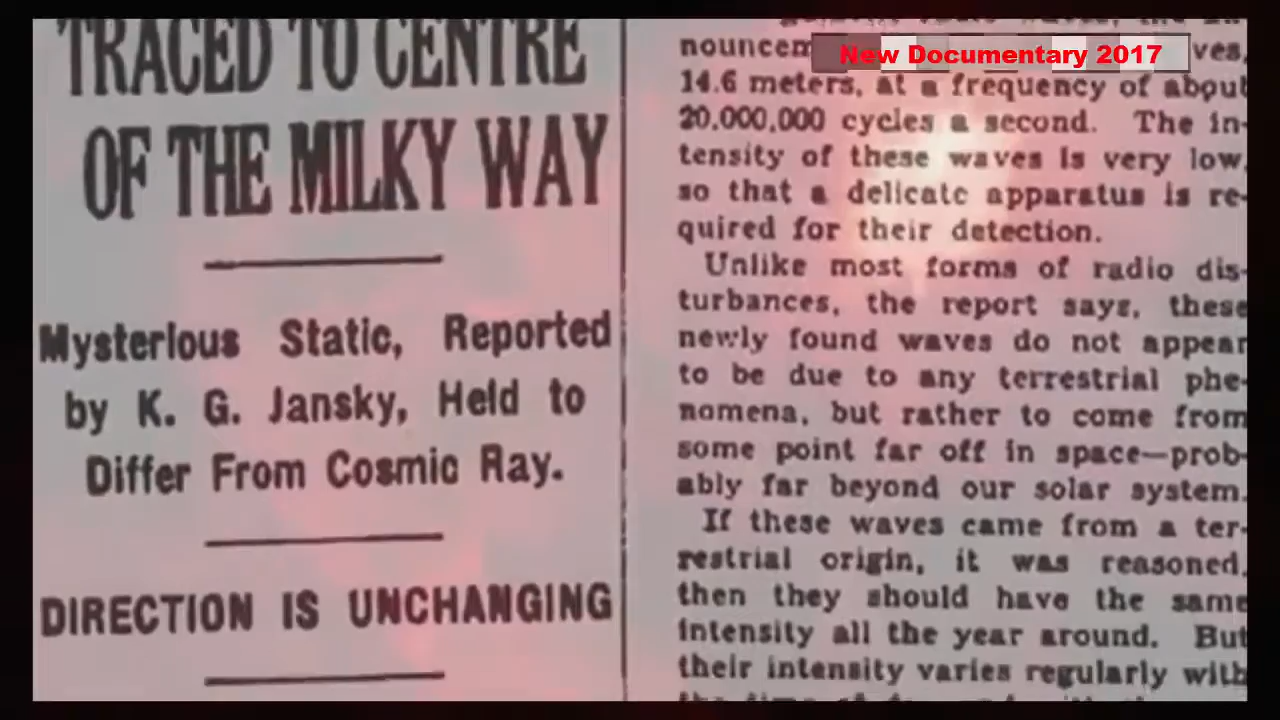 TRACED TO CENTRE
OF THE MILKY WAY
Mysterious Static, Reported
by K. G. Jansky, Held to
Differ From Cosmic Ray.
DIRECTION IS UNCHANGING
New Documentary 2017
radio waves, the
nouncem ves,
14.6 meters, at a frequency of about
20,000,000 cycles a second. The in-
tensity of these waves is very low,
so that a delicate apparatus is re-
quired for their detection.
Unlike most forms of radio dis-
turbances, the report says, these
newly found waves do not appear
to be due to any terrestrial phe-
nomena, but rather to come from
some point far off in space—prob-
ably far beyond our solar system.
If these waves came from a ter-
restrial origin, it was reasoned,
then they should have the same
intensity all the year around. But
their intensity varies regularly with